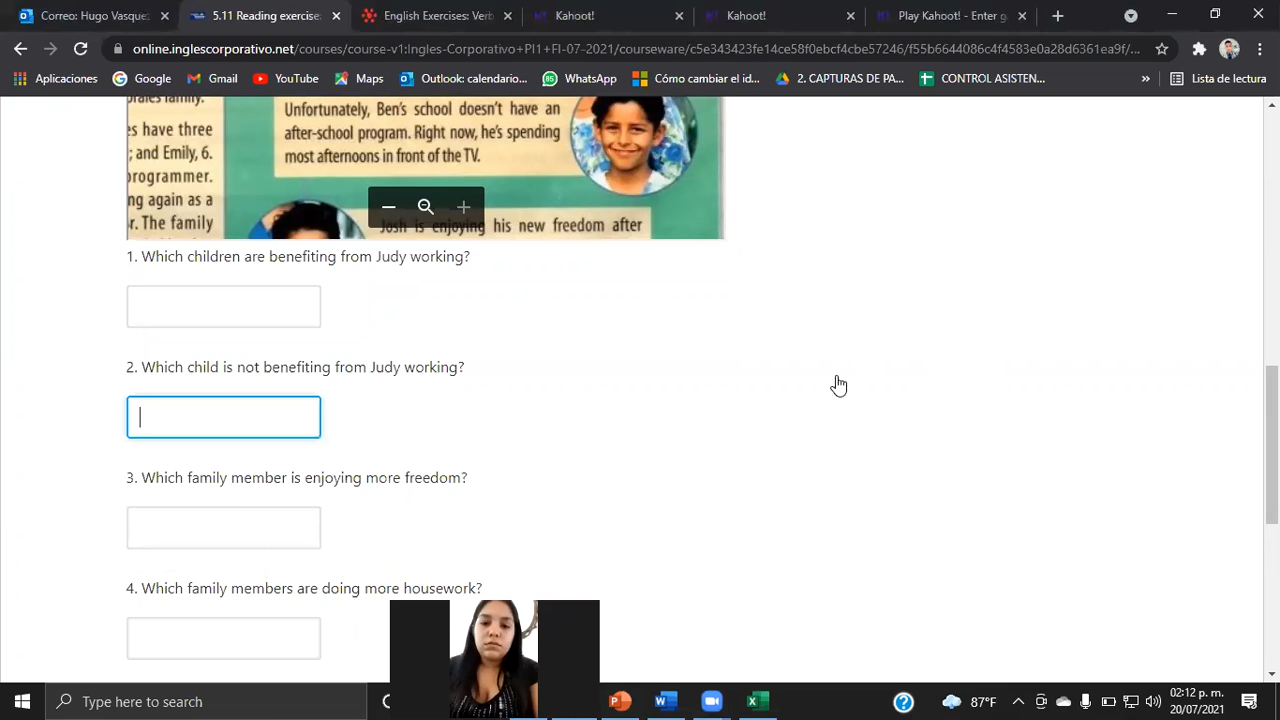 Correo: Hugo Vasquez
5.11 Reading exercise
English Exercises: Verb
Kahoot!
Kahoot!
Play Kahoot! - Enter g
online.inglescorporativo.net/courses/course-v1:Ingles-Corporativo+PI1+FI-07-2021/courseware/c5e343423fe14ce58f0ebcf4cbe57246/f55b6644086c4f4583e0a28d6361ea9f/...
Aplicaciones
Google
Gmail
YouTube
Maps
Outlook: calendario...
WhatsApp
Cómo cambiar el id...
2. CAPTURAS DE PA...
CONTROL ASISTEN...
»
Lista de lectura
rales family.
es have three
; and Emily, 6.
programmer.
ng again as a
r. The family
Unfortunately, Ben's school doesn't have an
after-school program. Right now, he's spending
most afternoons in front of the TV.
Josh is enjoying his new freedom after
1. Which children are benefiting from Judy working?
2. Which child is not benefiting from Judy working?
3. Which family member is enjoying more freedom?
4. Which family members are doing more housework?
Type here to search
87°F
02:12 p. m.
20/07/2021